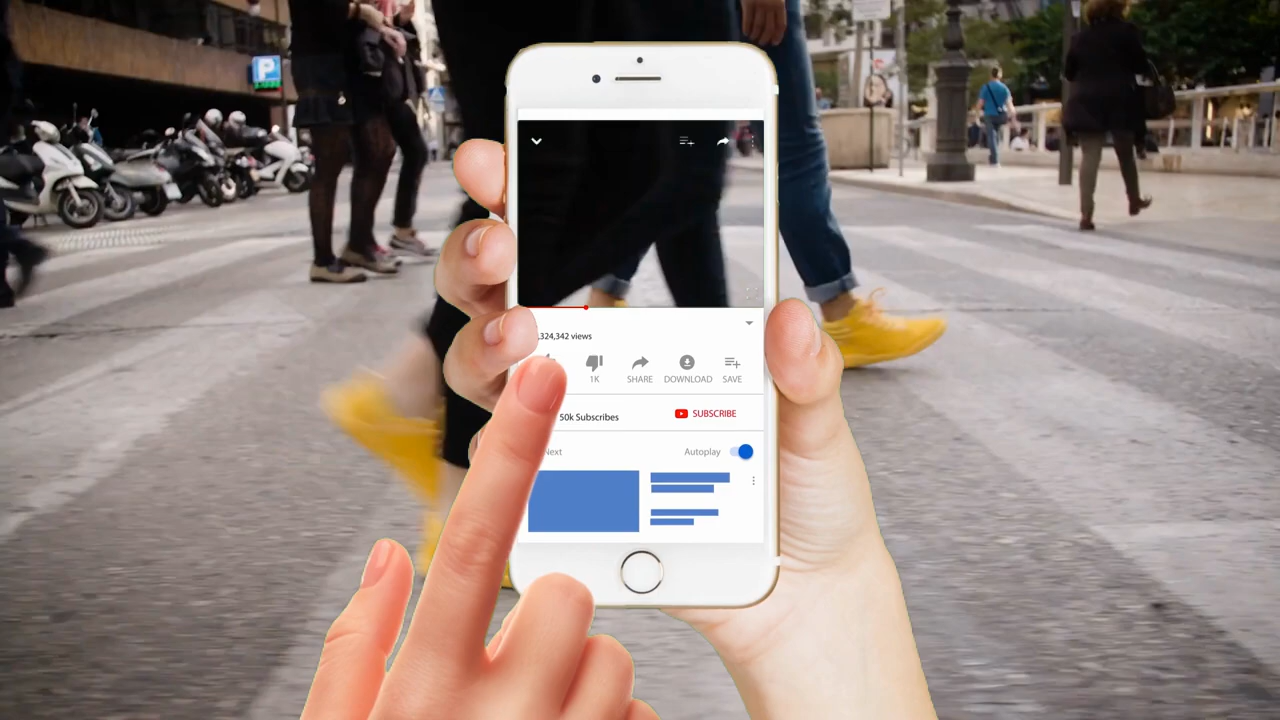 P
,324,342 views
1K
SHARE
DOWNLOAD
SAVE
50k Subscribes
SUBSCRIBE
Next
Autoplay